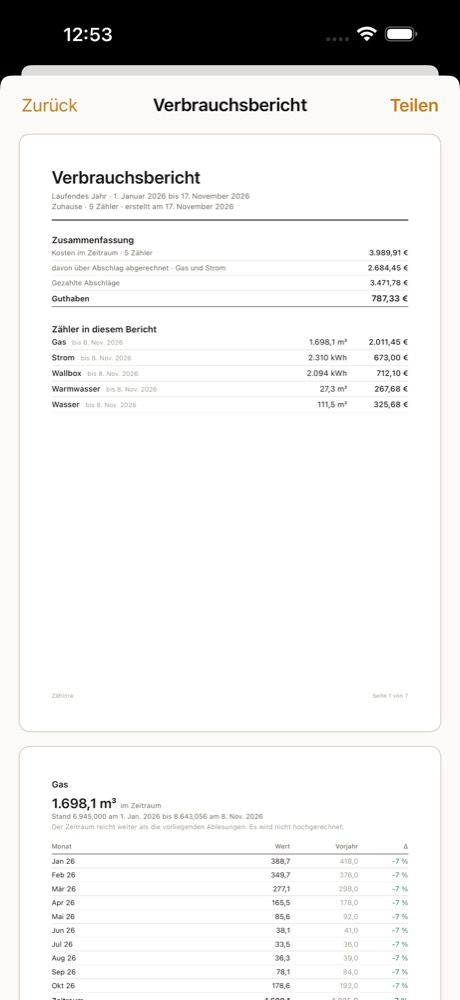 12:53
Zurück Verbrauchsbericht Teilen
Verbrauchsbericht
Laufendes Jahr · 1. Januar 2026 bis 17. November 2026
Zuhause · 5 Zähler · erstellt am 17. November 2026
Zusammenfassung
Kosten im Zeitraum · 5 Zähler 3.989,91 €
davon über Abschlag abgerechnet · Gas und Strom 2.684,45 €
Gezahlte Abschläge 3.471,78 €
Guthaben 787,33 €
Zähler in diesem Bericht
Gas bis 8. Nov. 2026 1.698,1 m³ 2.011,45 €
Strom bis 8. Nov. 2026 2.310 kWh 673,00 €
Wallbox bis 8. Nov. 2026 2.094 kWh 712,10 €
Warmwasser bis 8. Nov. 2026 27,3 m³ 267,68 €
Wasser bis 8. Nov. 2026 111,5 m³ 325,68 €
Seite 1 von 7
Gas
1.698,1 m³ im Zeitraum
Stand 6.945,000 am 1. Jan. 2026 bis 8.643,056 am 8. Nov. 2026
Der Zeitraum reicht weiter als die vorliegenden Ablesungen. Es wird nicht hochgerechnet.
Monat Wert Vorjahr Δ
Jan 26 388,7 418,0 -7 %
Feb 26 349,7 376,0 -7 %
Mär 26 277,1 298,0 -7 %
Apr 26 165,5 178,0 -7 %
Mai 26 85,6 92,0 -7 %
Jun 26 38,1 41,0 -7 %
Jul 26 33,5 36,0 -7 %
Aug 26 36,3 39,0 -7 %
Sep 26 78,1 84,0 -7 %
Okt 26 178,6 192,0 -7 %
Zeitraum